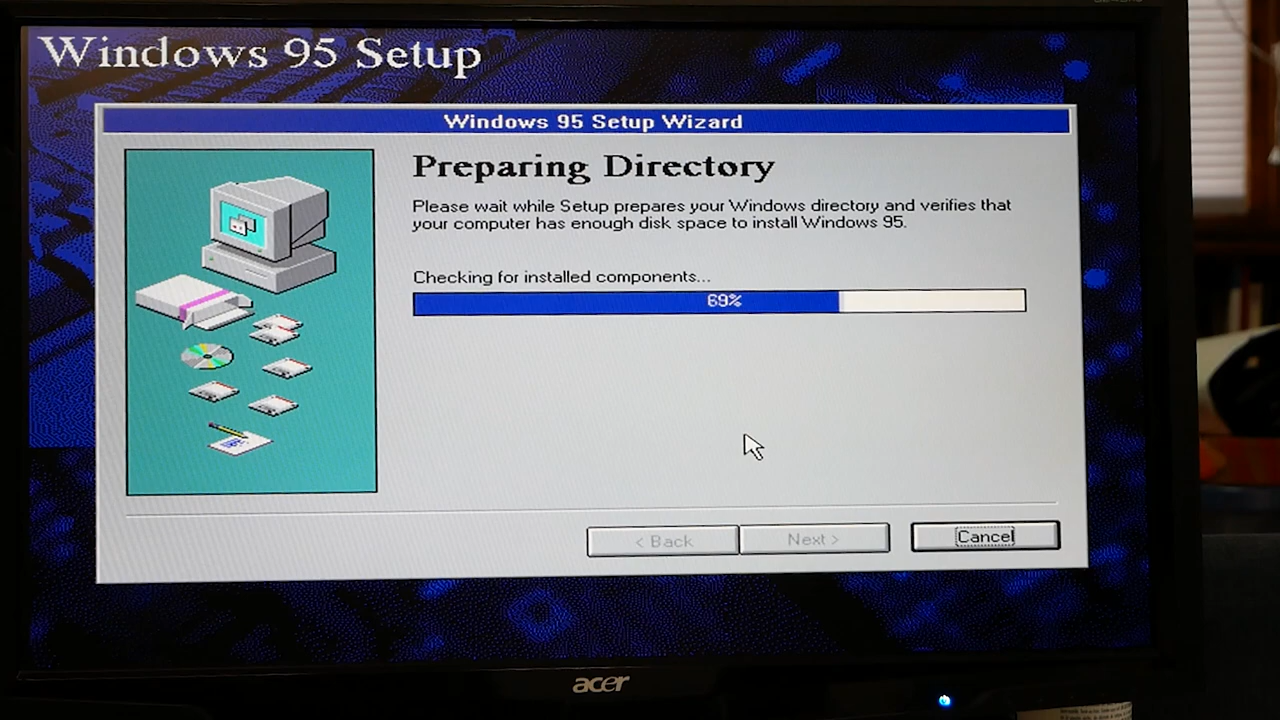 Windows 95 Setup
Windows 95 Setup Wizard
Preparing Directory
Please wait while Setup prepares your Windows directory and verifies that
your computer has enough disk space to install Windows 95.
Checking for installed components...
69%
< Back
Next >
Cancel
acer